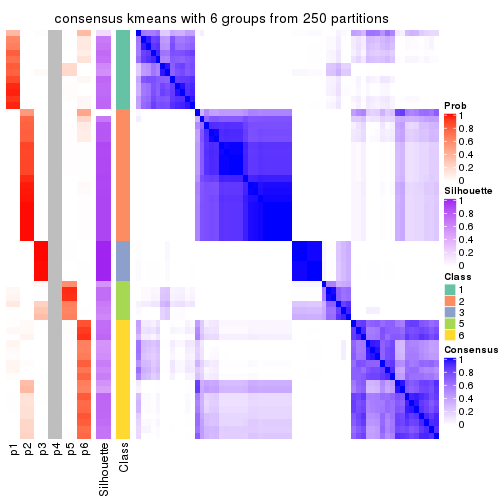 consensus kmeans with 6 groups from 250 partitions
Prob
1
0.8
0.6
0.4
0.2
0
Silhouette
1
0.8
0.6
0.4
0.2
0
Class
1
2
3
5
6
Consensus
1
0.8
0.6
0.4
0.2
0
p1
p2
p3
p4
p5
p6
Silhouette
Class